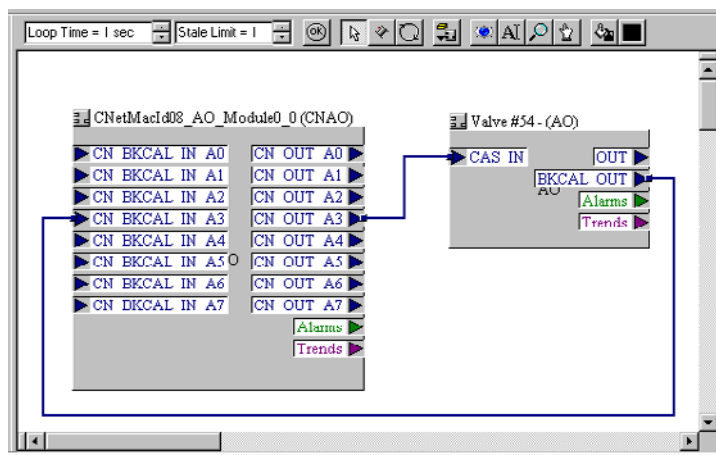 Loop Time = 1 sec
Stale Limit = 1
OK
AI
CNetMacId08_AO_Module0_0 (CNAO)
CN BKCAL IN A0 CN OUT A0
CN BKCAL IN A1 CN OUT A1
CN BKCAL IN A2 CN OUT A2
CN BKCAL IN A3 CN OUT A3
CN BKCAL IN A4 CN OUT A4
CN BKCAL IN A5 O CN OUT A5
CN BKCAL IN A6 CN OUT A6
CN BKCAL IN A7 CN OUT A7
Alarms
Trends
Valve #54 - (AO)
CAS IN OUT
BKCAL OUT
AO
Alarms
Trends